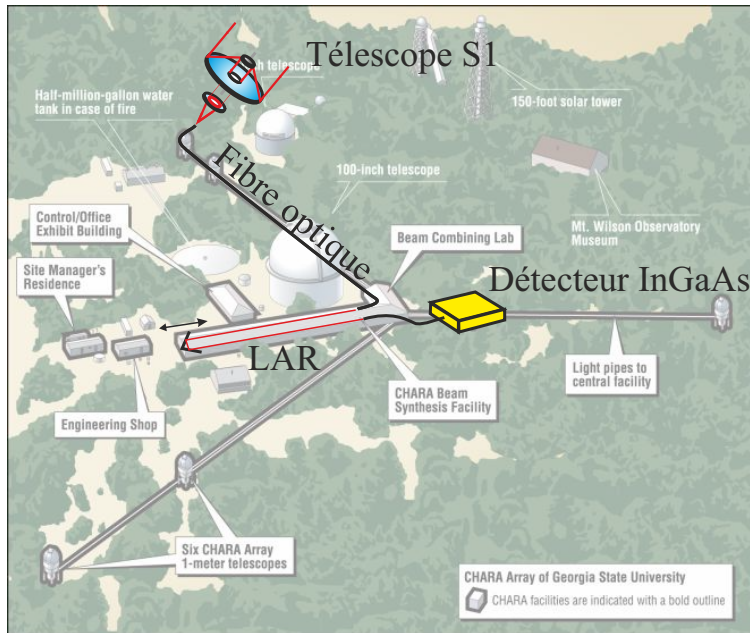 Télescope S1
telescope
Half-million-gallon water
tank in case of fire
150-foot solar tower
Fibre optique
100-inch telescope
Control/Office
Exhibit Building
Mt. Wilson Observatory
Museum
Beam Combining Lab
Site Manager's
Residence
Détecteur InGaAs
LAR
Light pipes to
central facility
CHARA Beam
Synthesis Facility
Engineering Shop
Six CHARA Array
1-meter telescopes
CHARA Array of Georgia State University
CHARA facilities are indicated with a bold outline